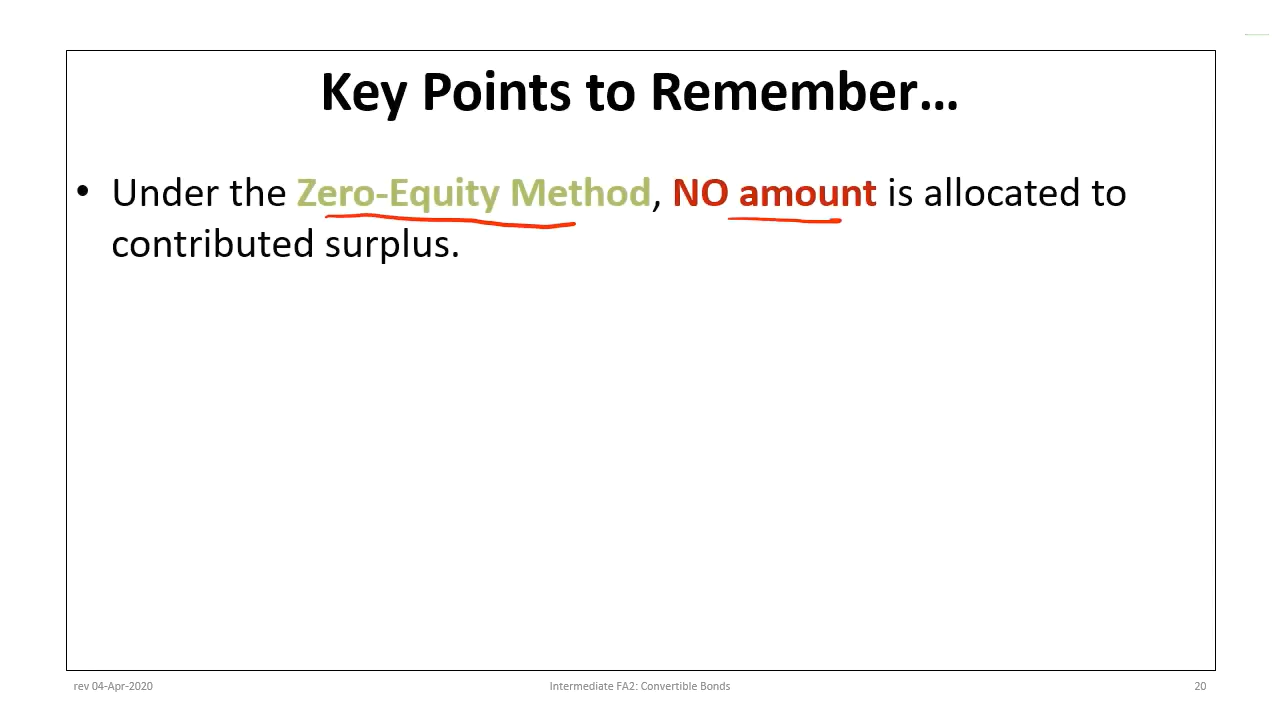 Key Points to Remember…
• Under the Zero-Equity Method, NO amount is allocated to
contributed surplus.
rev 04-Apr-2020
Intermediate FA2: Convertible Bonds
20